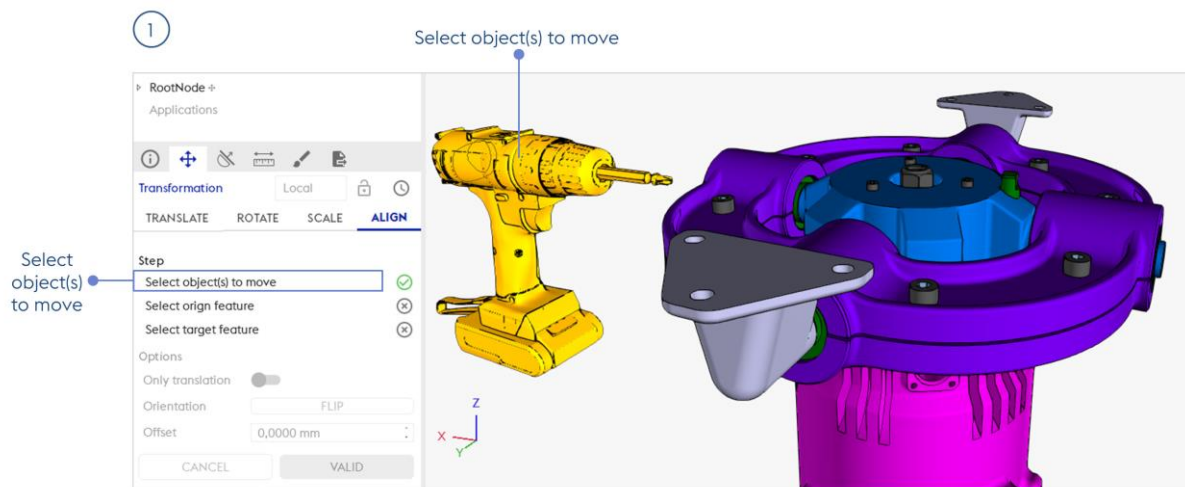 1
Select object(s) to move
RootNode
Applications
Transformation
Local
TRANSLATE ROTATE SCALE ALIGN
Step
Select object(s) to move
Select
object(s)
to move
Select orign feature
Select target feature
Options
Only translation
Orientation FLIP
Offset 0,0000 mm
CANCEL VALID
Z
X
Y